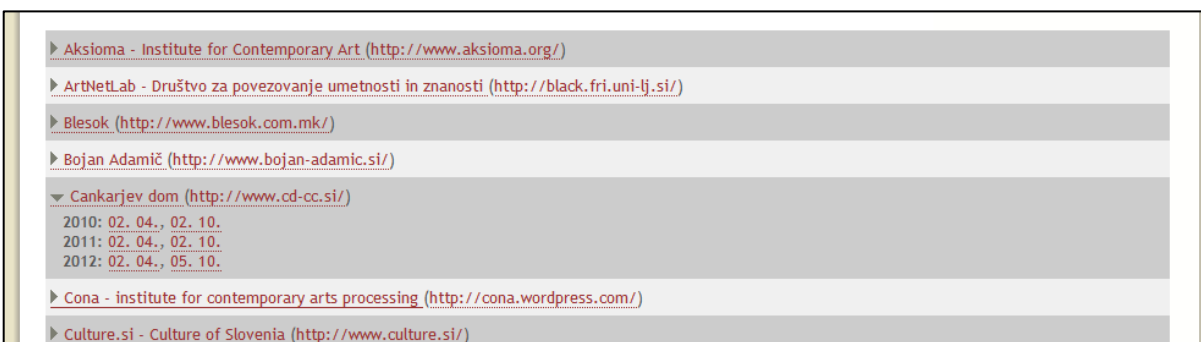 Aksioma - Institute for Contemporary Art (http://www.aksioma.org/)
ArtNetLab - Društvo za povezovanje umetnosti in znanosti (http://black.fri.uni-lj.si/)
Blesok (http://www.blesok.com.mk/)
Bojan Adamič (http://www.bojan-adamic.si/)
Cankarjev dom (http://www.cd-cc.si/)
2010: 02. 04., 02. 10.
2011: 02. 04., 02. 10.
2012: 02. 04., 05. 10.
Cona - institute for contemporary arts processing (http://cona.wordpress.com/)
Culture.si - Culture of Slovenia (http://www.culture.si/)